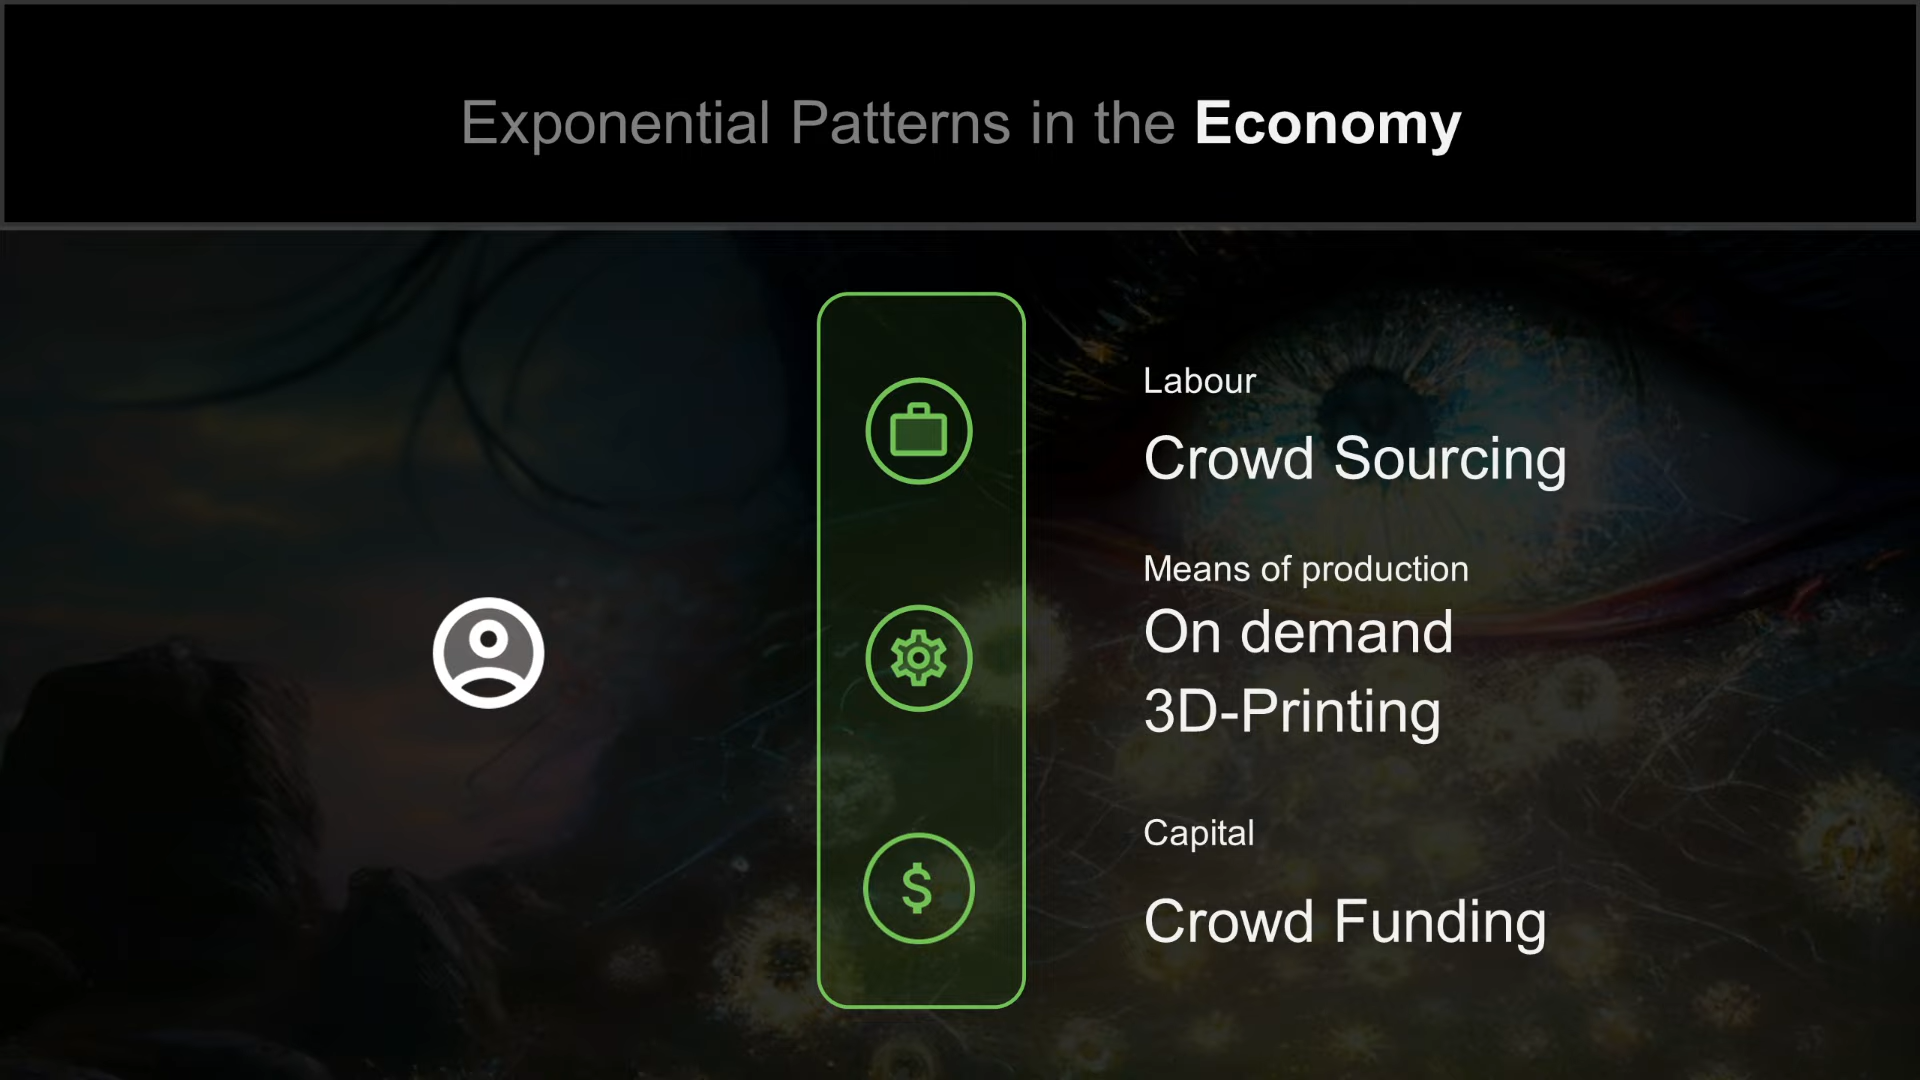 Exponential Patterns in the Economy
Labour
Crowd Sourcing
Means of production
On demand
3D-Printing
$
Capital
Crowd Funding